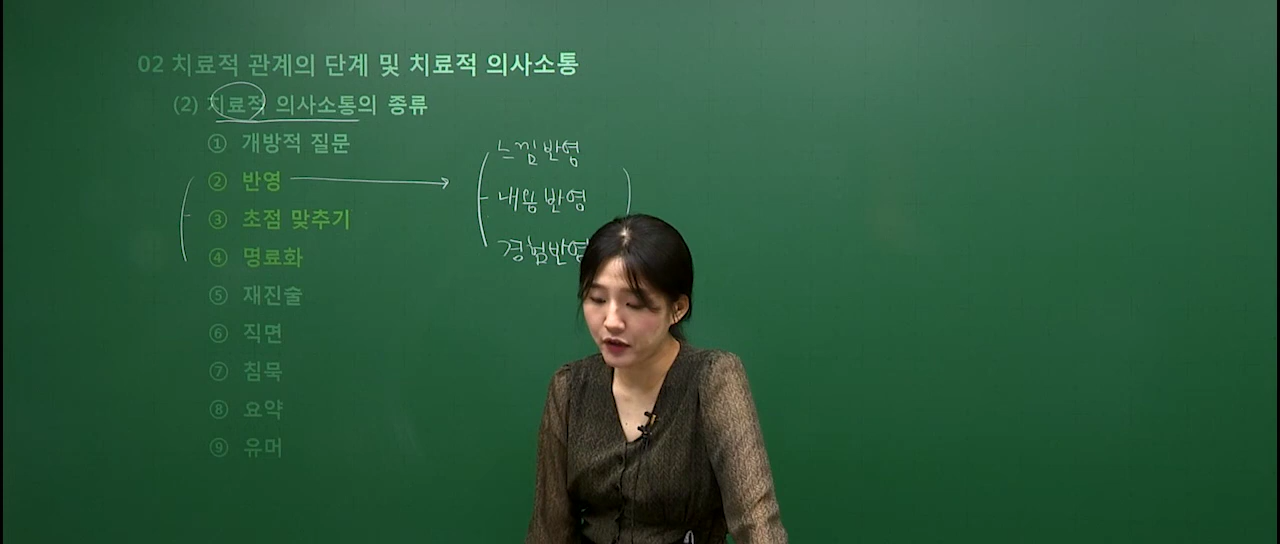 02 치료적 관계의 단계 및 치료적 의사소통
(2) 치료적 의사소통의 종류
① 개방적 질문
② 반영
③ 초점 맞추기
④ 명료화
⑤ 재진술
⑥ 직면
⑦ 침묵
⑧ 요약
⑨ 유머
느낌반영
내용반영
경험반영